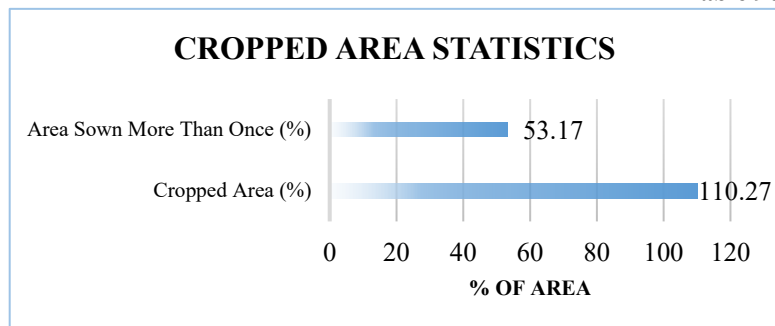 CROPPED AREA STATISTICS
Area Sown More Than Once (%)
53.17
Cropped Area (%)
110.27
0 20 40 60 80 100 120
% OF AREA